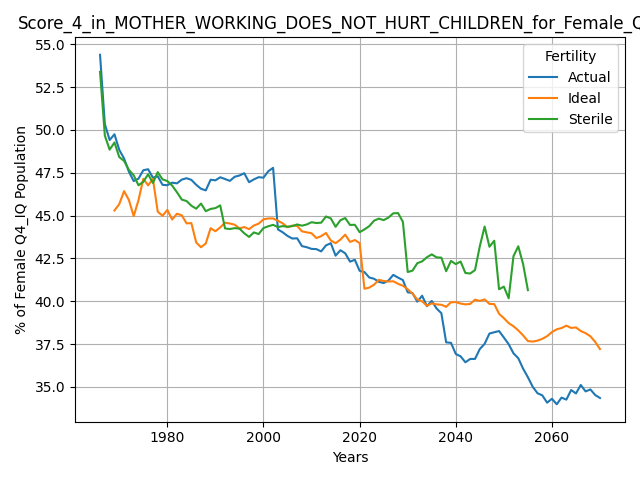 Score_4_in_MOTHER_WORKING_DOES_NOT_HURT_CHILDREN_for_Female_Q
Fertility
Actual
Ideal
Sterile
% of Female Q4_IQ Population
55.0
52.5
50.0
47.5
45.0
42.5
40.0
37.5
35.0
1980
2000
2020
2040
2060
Years